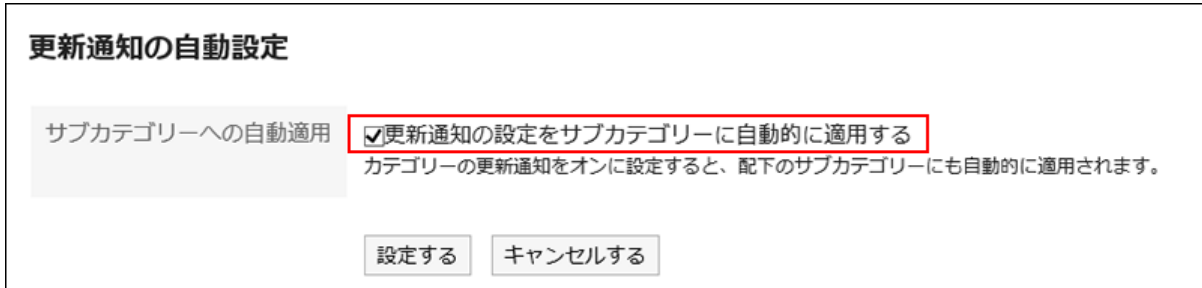 更新通知の自動設定
サブカテゴリーへの自動適用
更新通知の設定をサブカテゴリーに自動的に適用する
カテゴリーの更新通知をオンに設定すると、配下のサブカテゴリーにも自動的に適用されます。
設定する キャンセルする